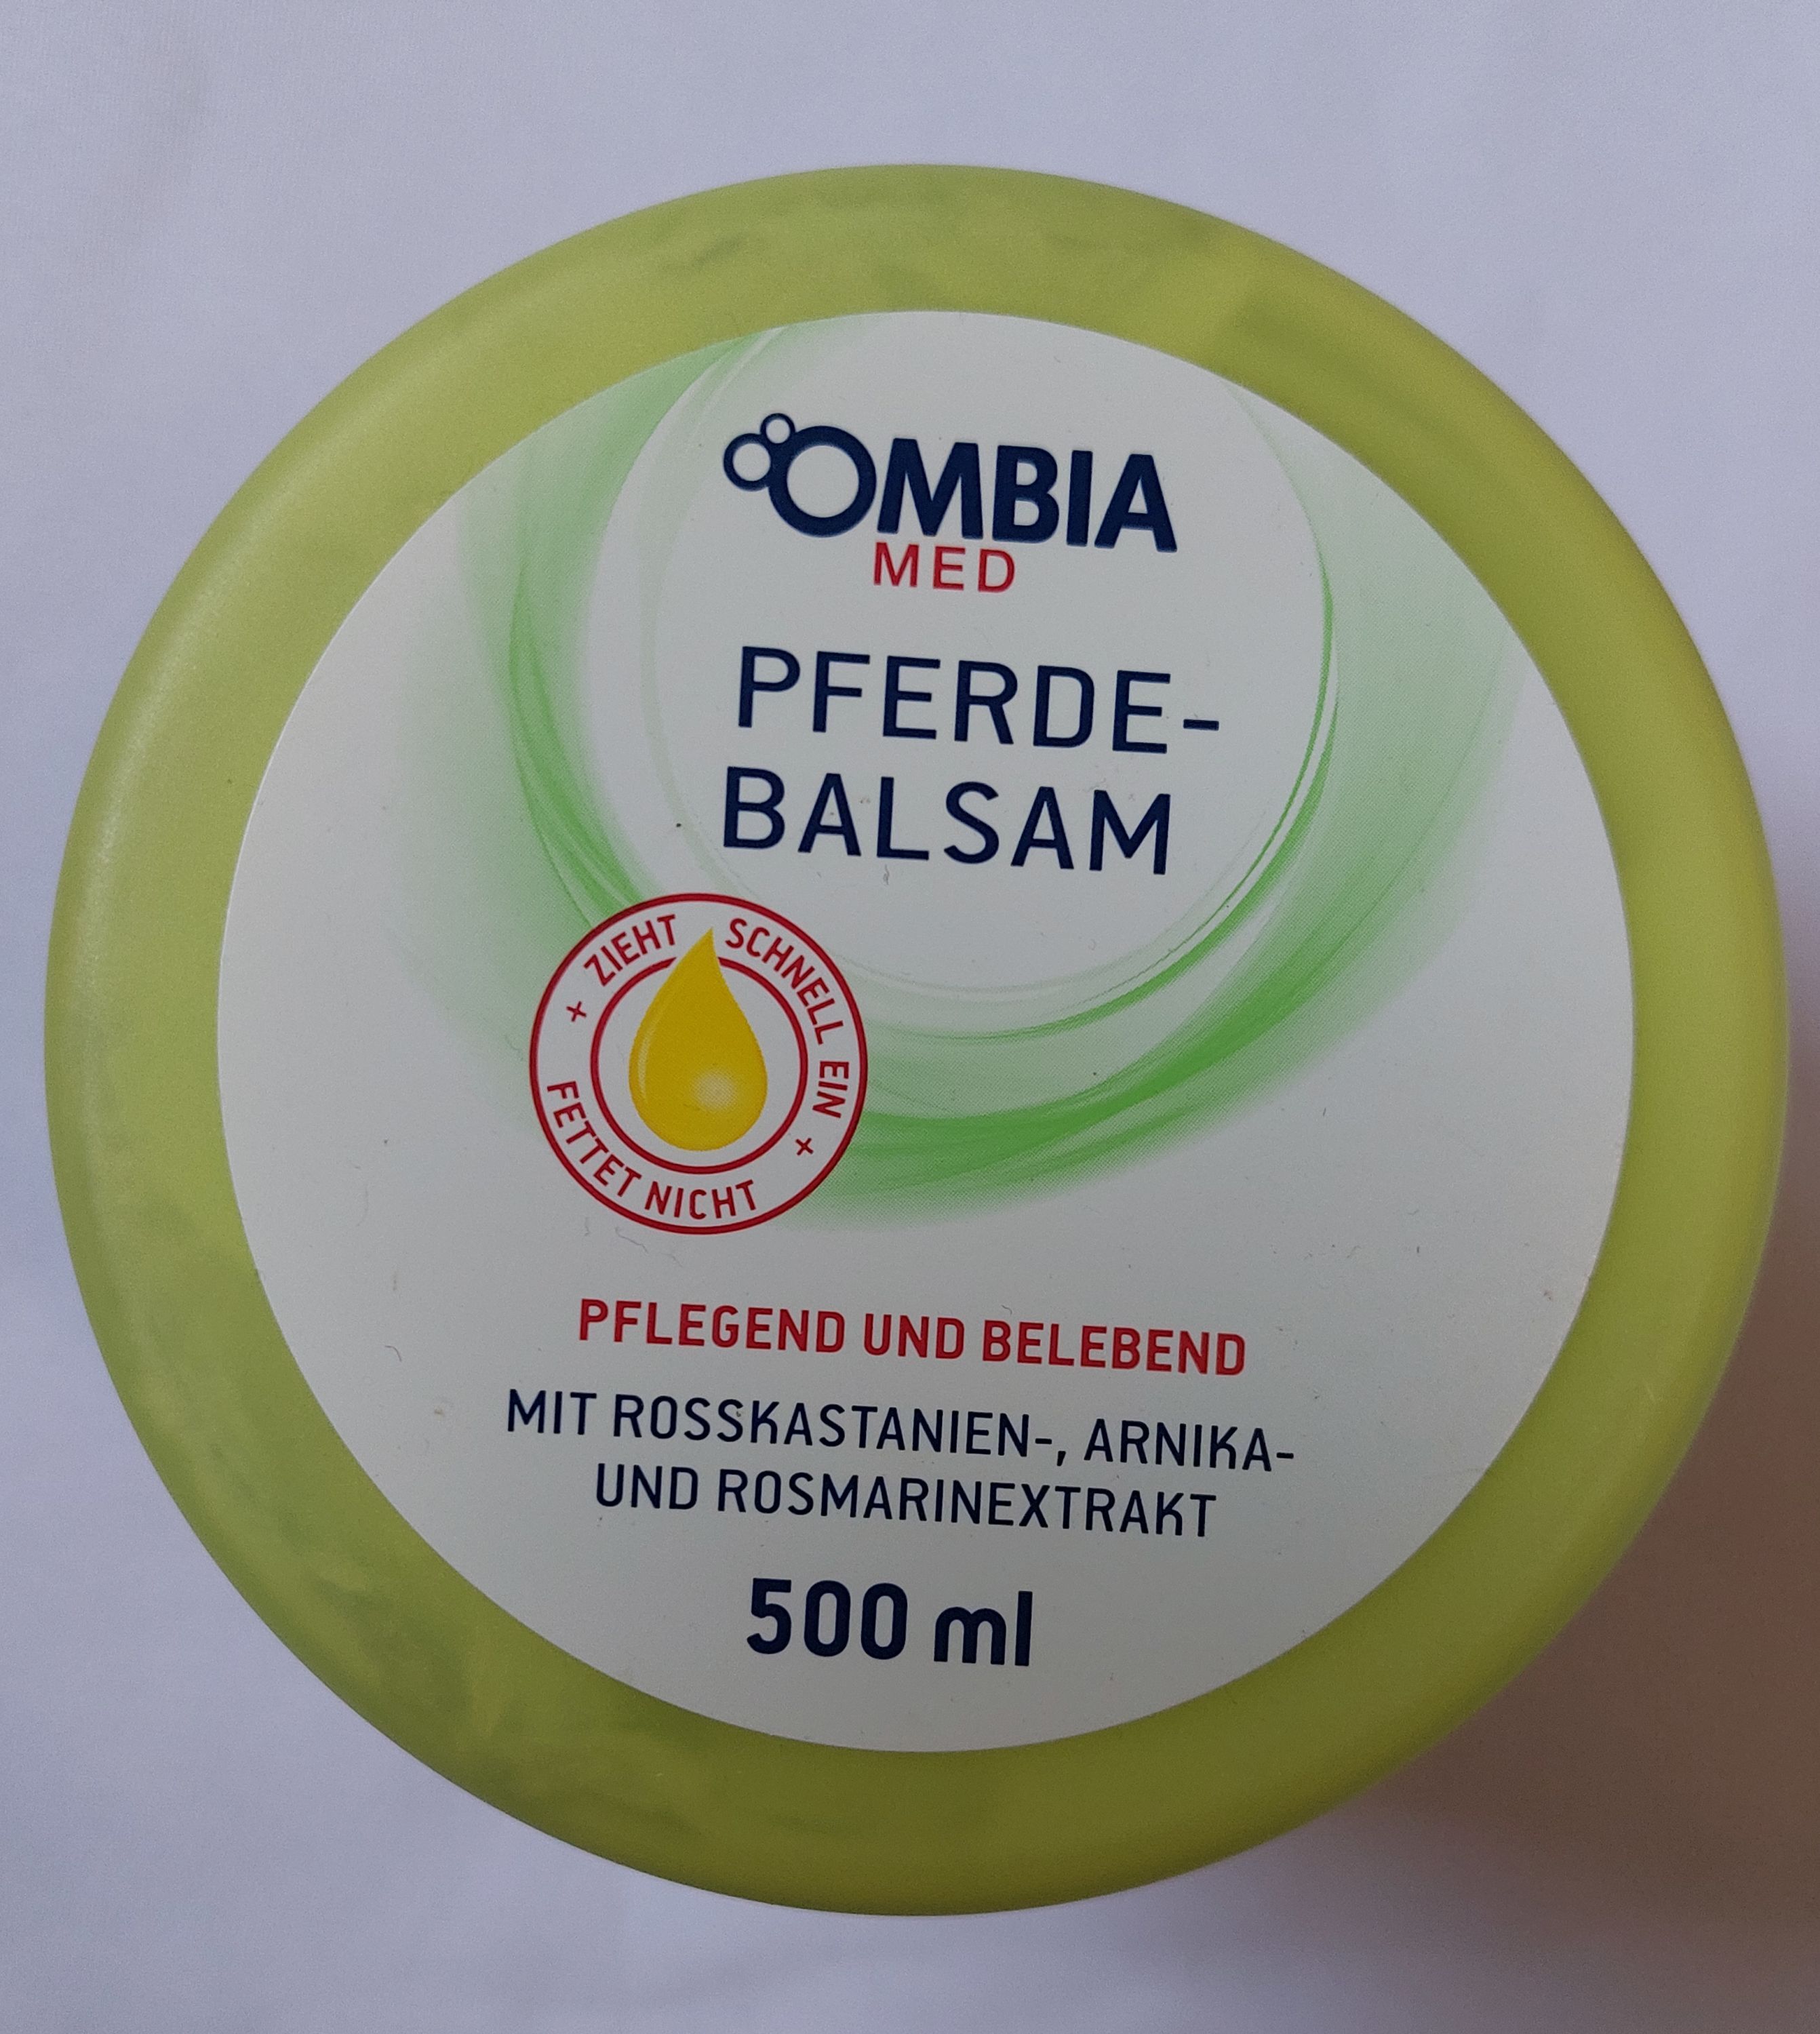 OMBIA
MED
PFERDE-
BALSAM
+ ZIEHT SCHNELL EIN +
FETTET NICHT
PFLEGEND UND BELEBEND
MIT ROSSKASTANIEN-, ARNIKA-
UND ROSMARINEXTRAKT
500 ml